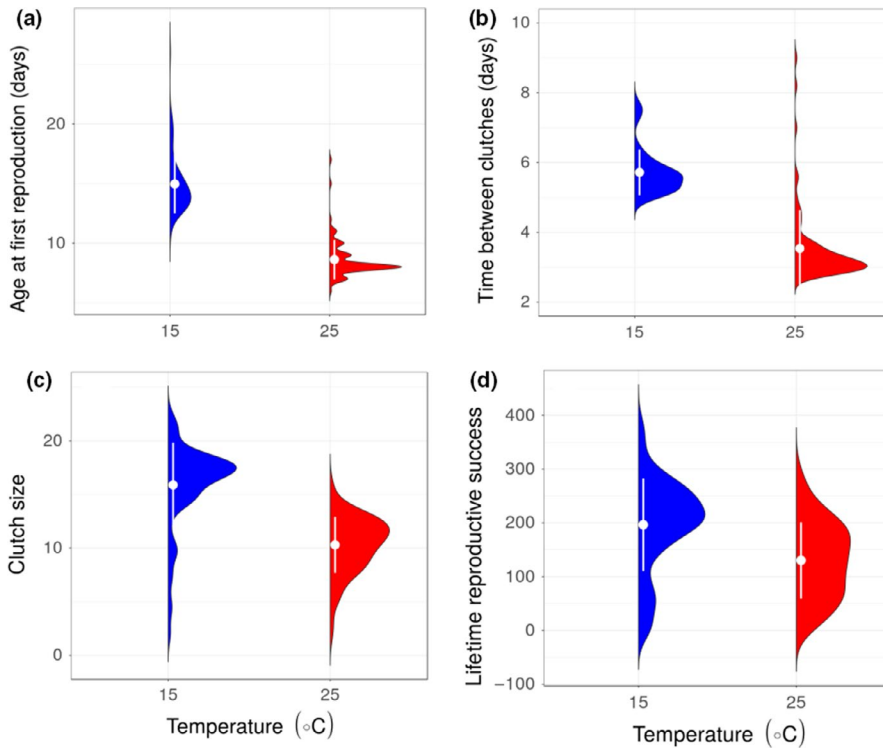 (a)
Age at first reproduction (days)
20
10
15
25
(b)
Time between clutches (days)
10
8
6
4
2
15
25
(c)
Clutch size
20
10
0
15
25
Temperature (°C)
(d)
Lifetime reproductive success
400
300
200
100
0
−100
15
25
Temperature (°C)